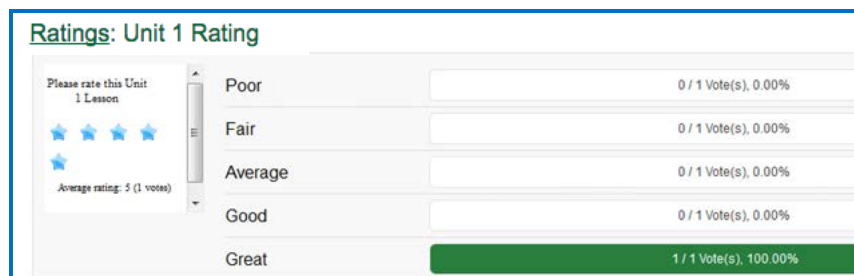 Ratings: Unit 1 Rating
Please rate this Unit
1 Lesson
Average rating: 5 (1 votes)
Poor 0 / 1 Vote(s), 0.00%
Fair 0 / 1 Vote(s), 0.00%
Average 0 / 1 Vote(s), 0.00%
Good 0 / 1 Vote(s), 0.00%
Great 1 / 1 Vote(s), 100.00%